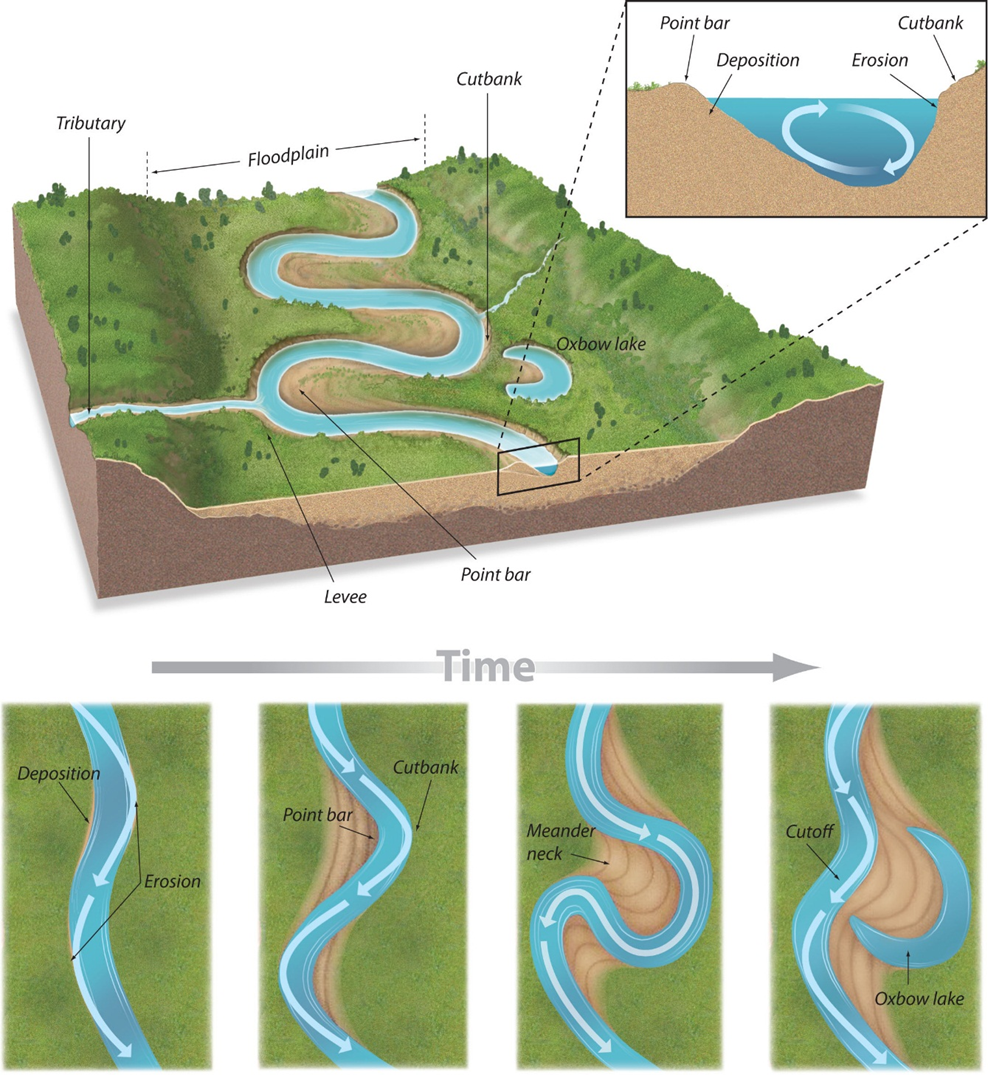 Point bar
Cutbank
Deposition
Erosion
Cutbank
Tributary
Floodplain
Oxbow lake
Point bar
Levee
Time
Deposition
Erosion
Cutbank
Point bar
Meander
neck
Cutoff
Oxbow lake